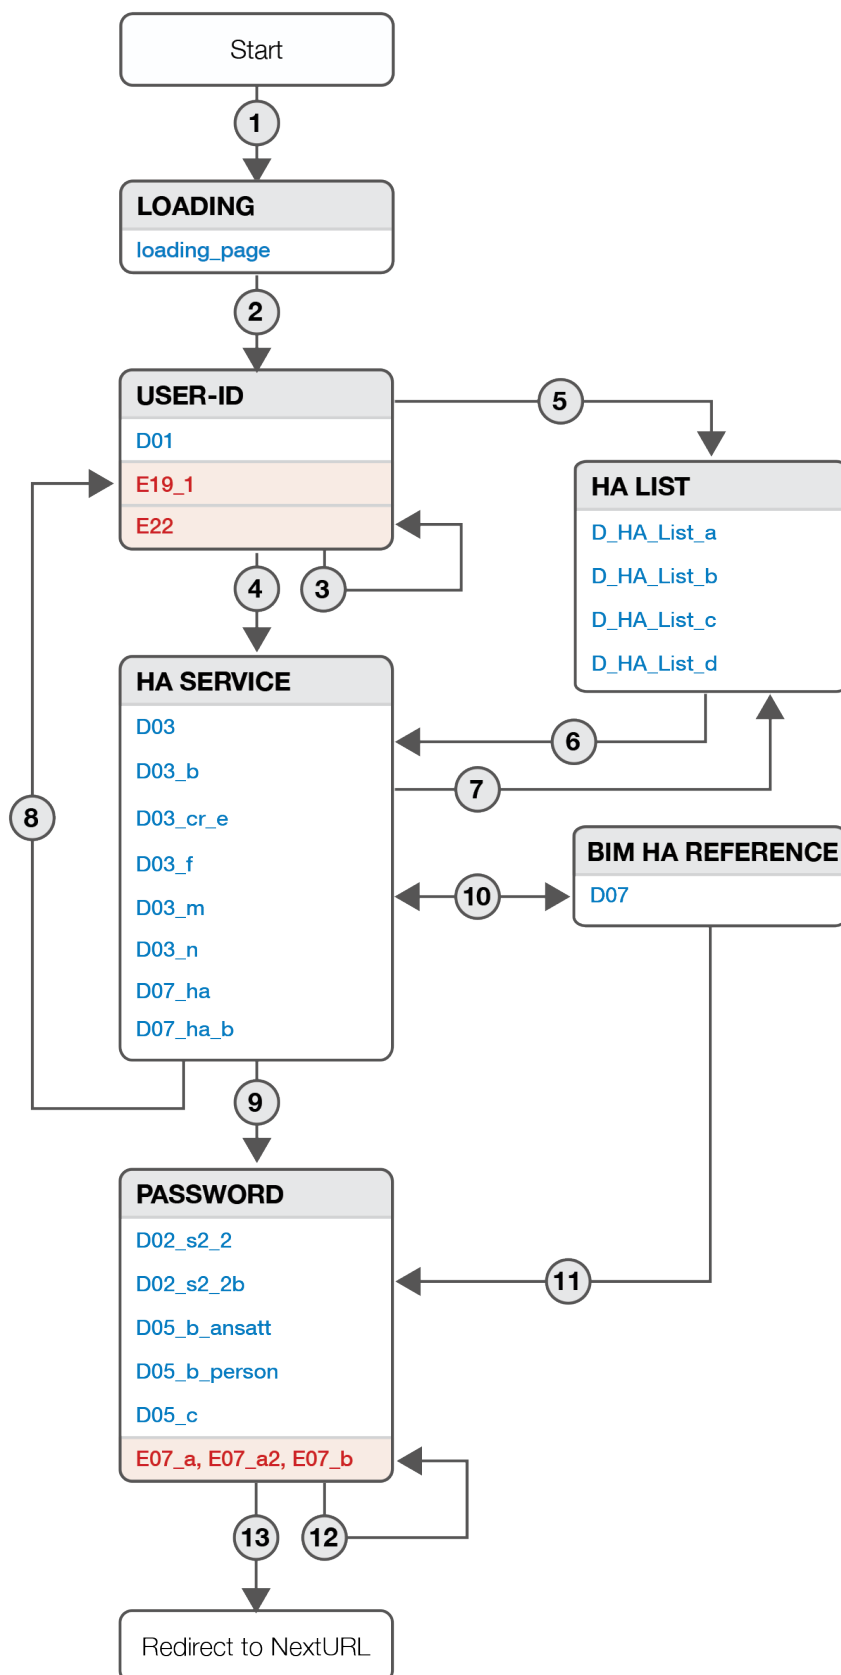 Start
1
LOADING
loading_page
2
USER-ID
D01
E19_1
E22
5
4
3
HA LIST
D_HA_List_a
D_HA_List_b
D_HA_List_c
D_HA_List_d
HA SERVICE
D03
D03_b
D03_cr_e
D03_f
D03_m
D03_n
D07_ha
D07_ha_b
6
7
8
10
BIM HA REFERENCE
D07
9
PASSWORD
D02_s2_2
D02_s2_2b
D05_b_ansatt
D05_b_person
D05_c
E07_a, E07_a2, E07_b
11
13
12
Redirect to NextURL